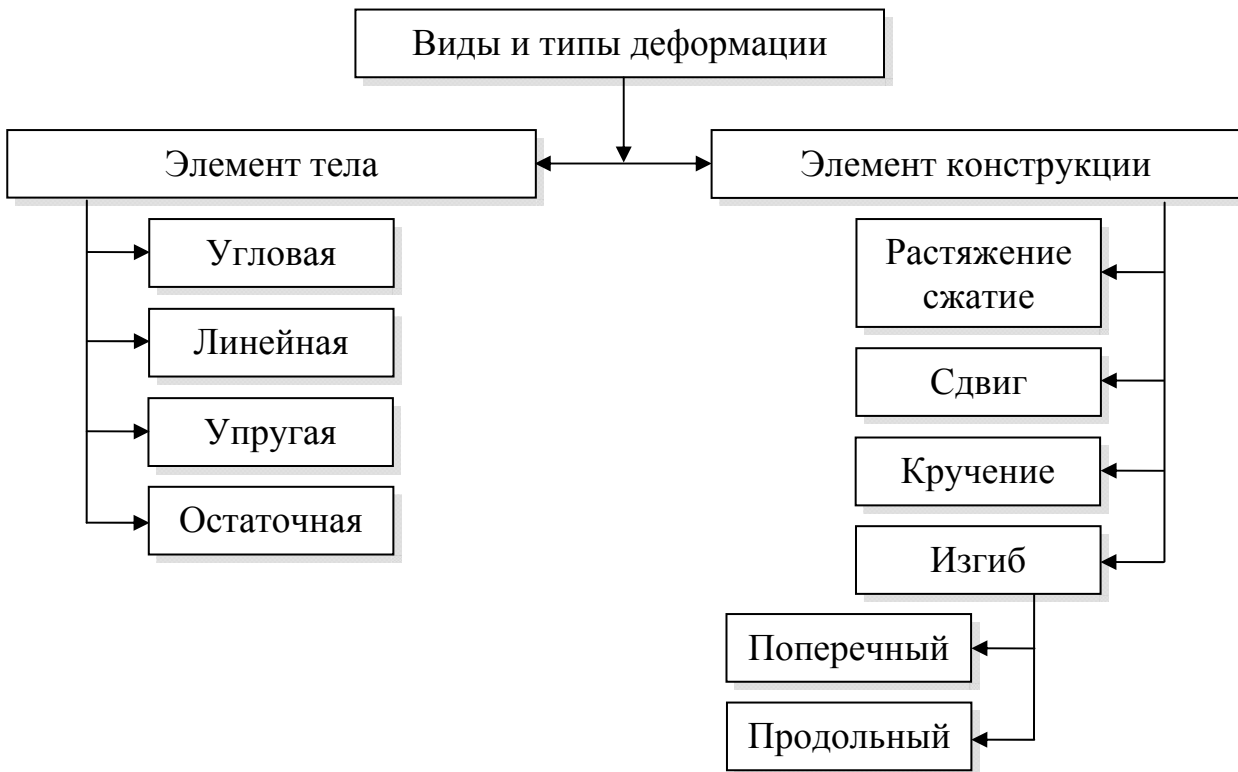 Виды и типы деформации
Элемент тела
Элемент конструкции
Угловая
Линейная
Упругая
Остаточная
Растяжение
сжатие
Сдвиг
Кручение
Изгиб
Поперечный
Продольный